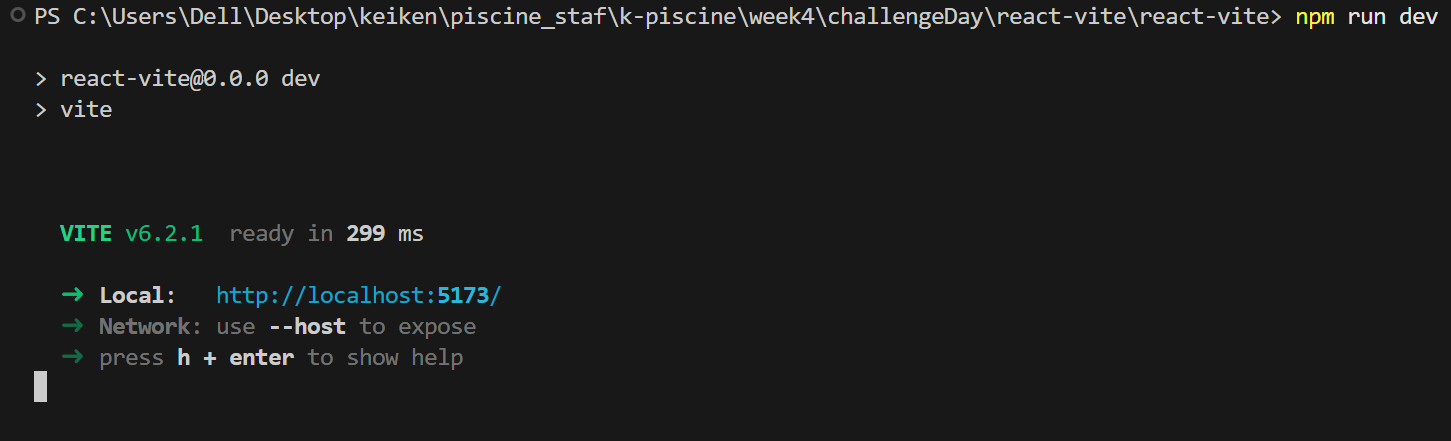 PS C:\Users\Dell\Desktop\keiken\piscine_staf\k-piscine\week4\challengeDay\react-vite\react-vite> npm run dev
> react-vite@0.0.0 dev
> vite
VITE v6.2.1  ready in 299 ms
➜ Local:   http://localhost:5173/
➜ Network: use --host to expose
➜ press h + enter to show help